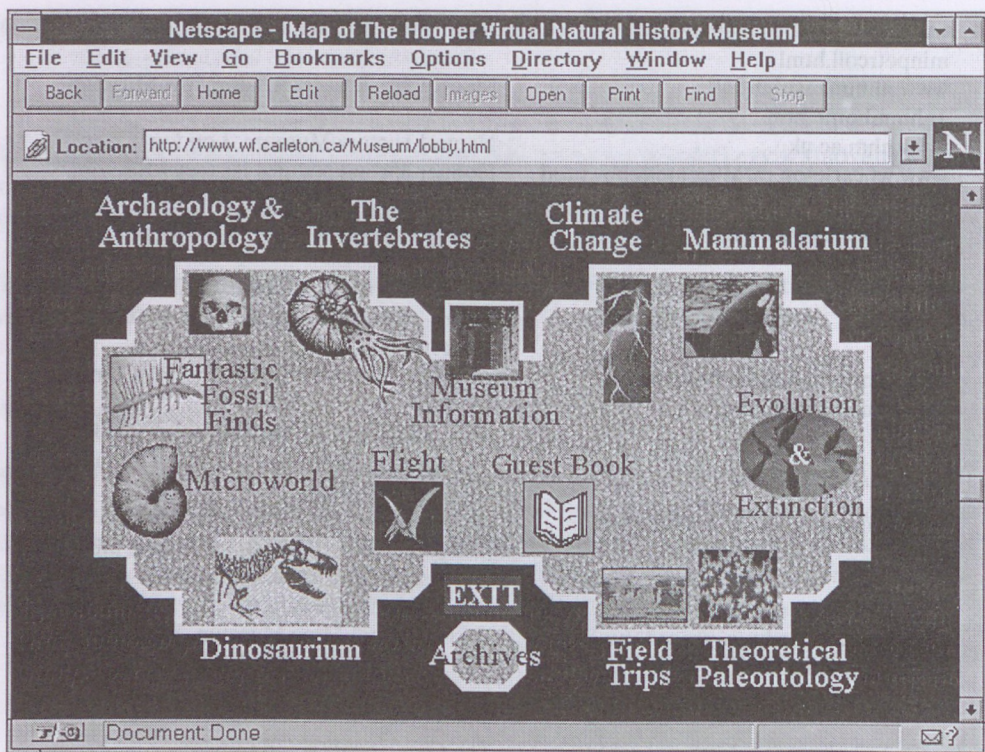 Netscape - [Map of The Hooper Virtual Natural History Museum]
File Edit View Go Bookmarks Options Directory Window Help
Back Forward Home Edit Reload Images Open Print Find Stop
Location: http://www.wf.carleton.ca/Museum/lobby.html
N
Archaeology &
Anthropology
The
Invertebrates
Climate
Change
Mammalarium
Fantastic
Fossil
Finds
Museum
Information
Evolution
&
Extinction
Microworld
Flight
Guest Book
EXIT
Dinosaurium
Archives
Field
Trips
Theoretical
Paleontology
Document: Done